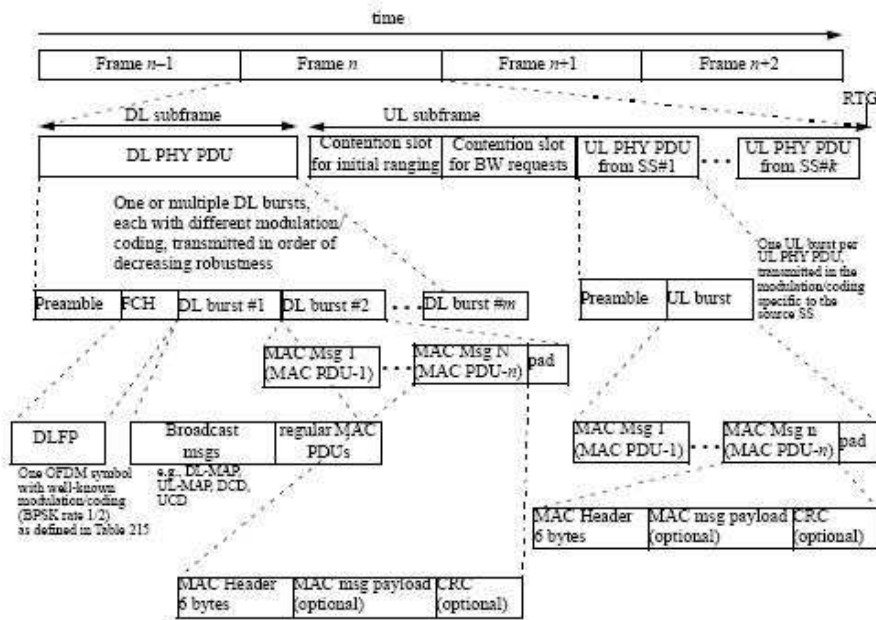 time
Frame n–1 Frame n Frame n+1 Frame n+2
RTG
DL subframe UL subframe
DL PHY PDU
Contention slot
for initial ranging
Contention slot
for BW requests
UL PHY PDU
from SS#1
UL PHY PDU
from SS#k
One or multiple DL bursts,
each with different modulation/
coding, transmitted in order of
decreasing robustness
One UL burst per
UL PHY PDU,
transmitted in the
modulation/coding
specific to the
source SS
Preamble FCH DL burst #1 DL burst #2 DL burst #m
Preamble UL burst
MAC Msg 1
(MAC PDU-1)
MAC Msg N
(MAC PDU-n)
pad
DLFP
Broadcast
msgs
regular MAC
PDUs
MAC Msg 1
(MAC PDU-1)
MAC Msg n
(MAC PDU-n)
pad
One OFDM symbol
with well-known
modulation/coding
(BPSK rate 1/2)
as defined in Table 215
e.g., DL-MAP,
UL-MAP, DCD,
UCD
MAC Header
6 bytes
MAC msg payload
(optional)
CRC
(optional)
MAC Header
6 bytes
MAC msg payload
(optional)
CRC
(optional)